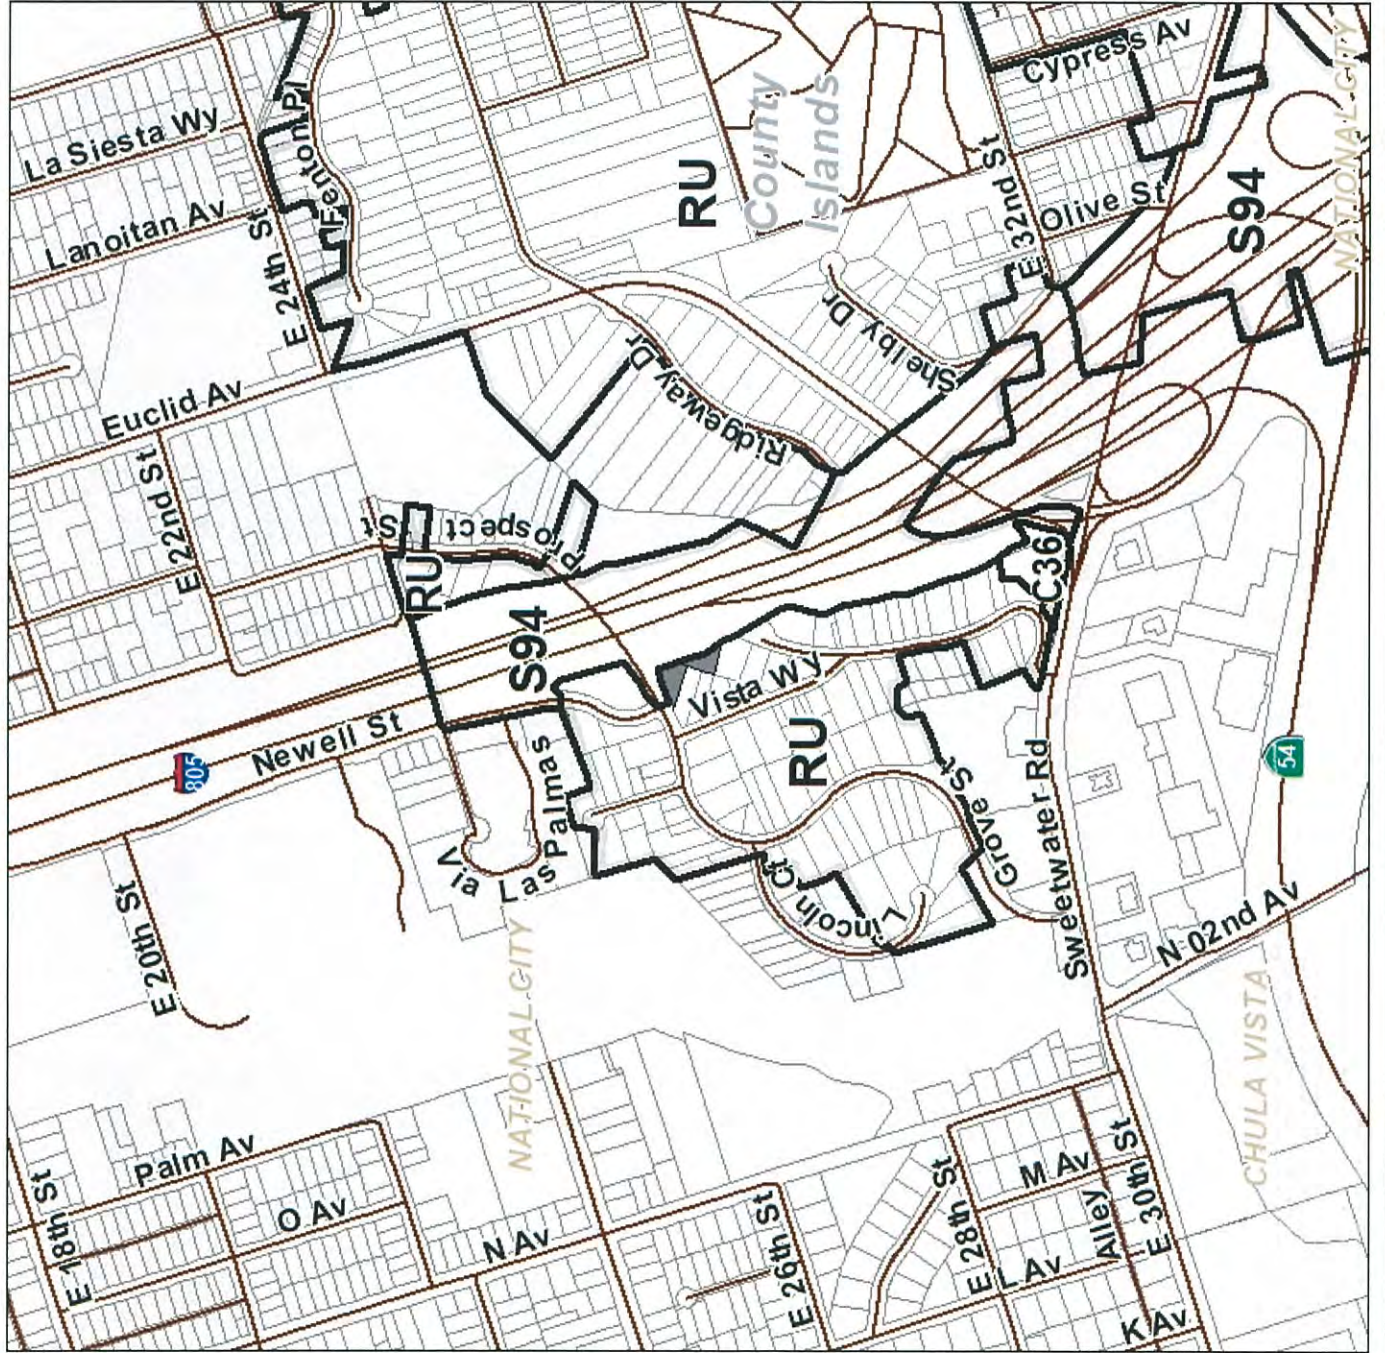 La Siesta Wy
Lanoitan Av
Fenton Pl
E 24th St
Euclid Av
E 22nd St
Cypress Av
County
Islands
RU
NATIONAL CITY
E 32nd St
Olive St
S94
Shelby Dr
Ridgeway Dr
Prospect St
RU
S94
C36
805
Newell St
Vista Wy
RU
Via Las Palmas
Grove St
Sweetwater Rd
54
Lincoln Ct
E 20th St
NATIONAL CITY
N 02nd Av
CHULA VISTA
Palm Av
E 18th St
O Av
N Av
E 26th St
E 28th St
M Av
L Av
Alley
E 30th St
K Av